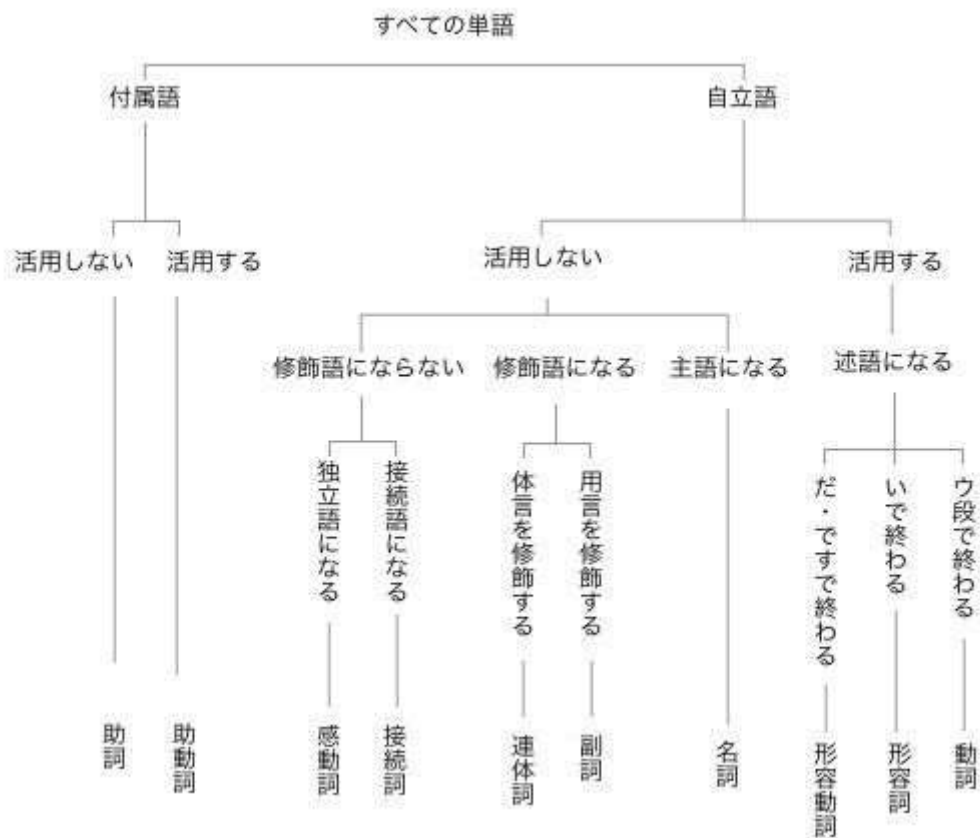 すべての単語
付属語
自立語
活用しない
活用する
活用しない
活用する
修飾語にならない
修飾語になる
主語になる
述語になる
独立語になる
接続語になる
体言を修飾する
用言を修飾する
だ・ですで終わる
いで終わる
ウ段で終わる
助詞
助動詞
感動詞
接続詞
連体詞
副詞
名詞
形容動詞
形容詞
動詞